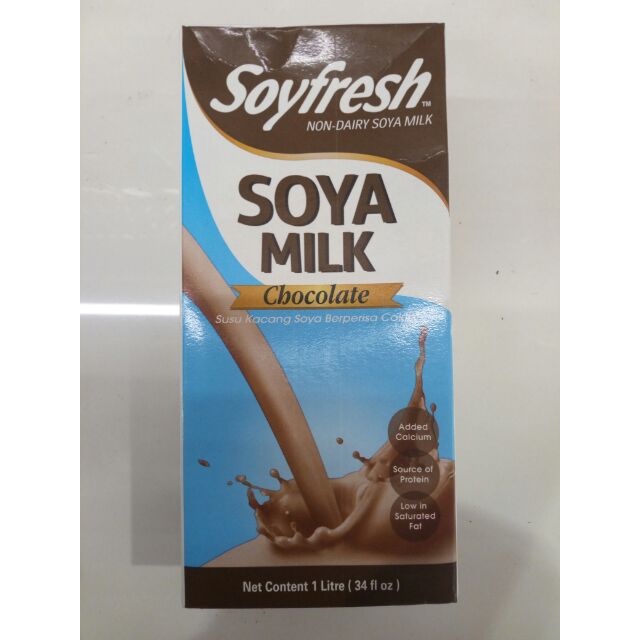 Soyfresh™
NON-DAIRY SOYA MILK
SOYA
MILK
Chocolate
Susu Kacang Soya Berperisa
Added
Calcium
Source of
Protein
Low in
Saturated
Fat
Net Content 1 Litre ( 34 fl oz )